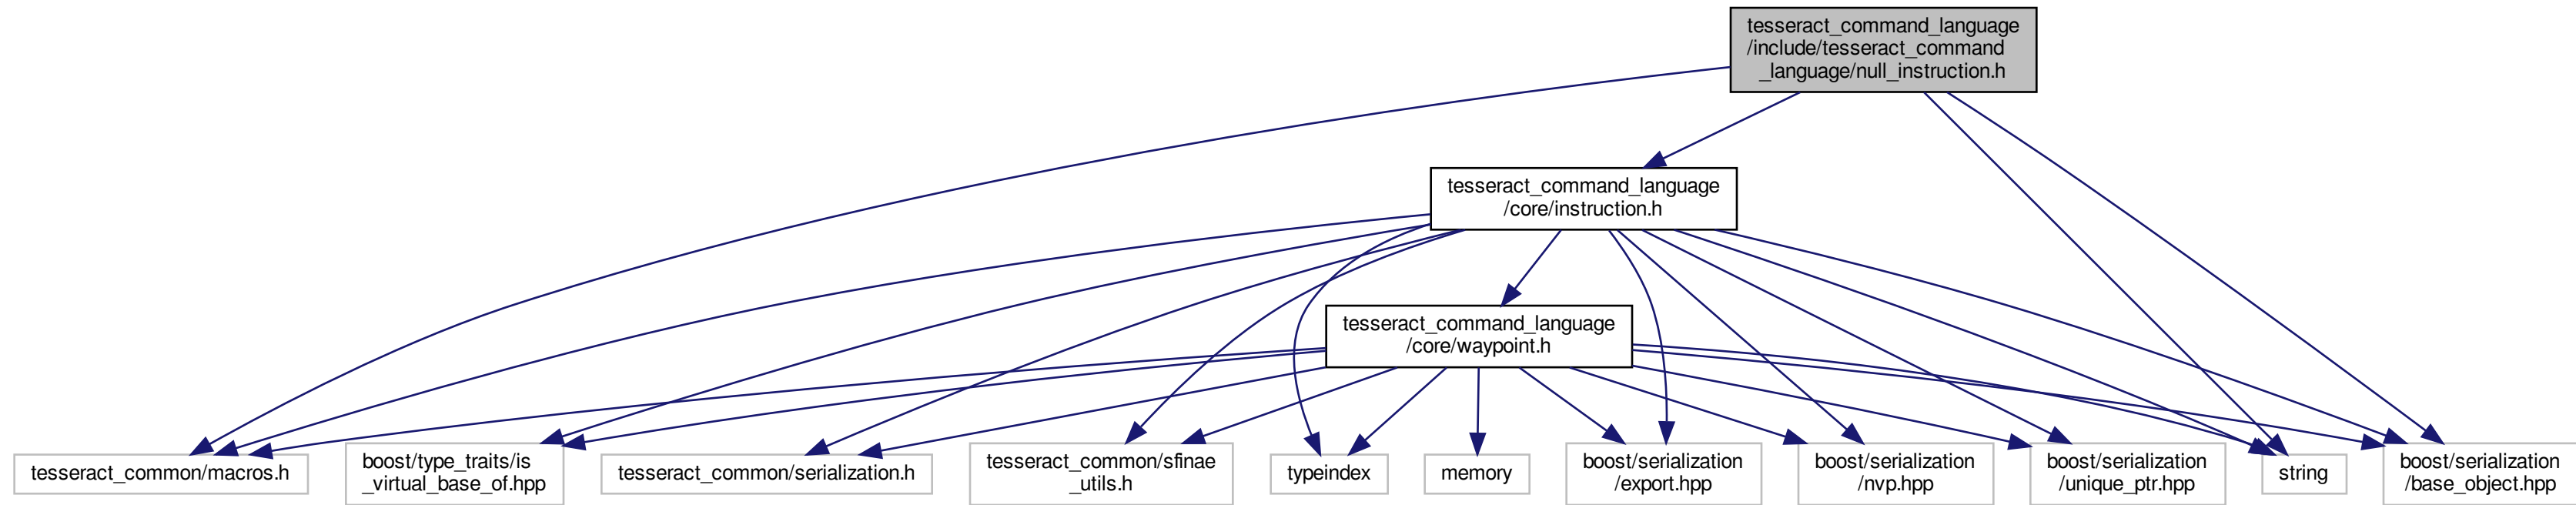 tesseract_command_language
/include/tesseract_command
_language/null_instruction.h
tesseract_command_language
/core/instruction.h
tesseract_command_language
/core/waypoint.h
tesseract_common/macros.h
boost/type_traits/is
_virtual_base_of.hpp
tesseract_common/serialization.h
tesseract_common/sfinae
_utils.h
typeindex
memory
boost/serialization
/export.hpp
boost/serialization
/nvp.hpp
boost/serialization
/unique_ptr.hpp
string
boost/serialization
/base_object.hpp